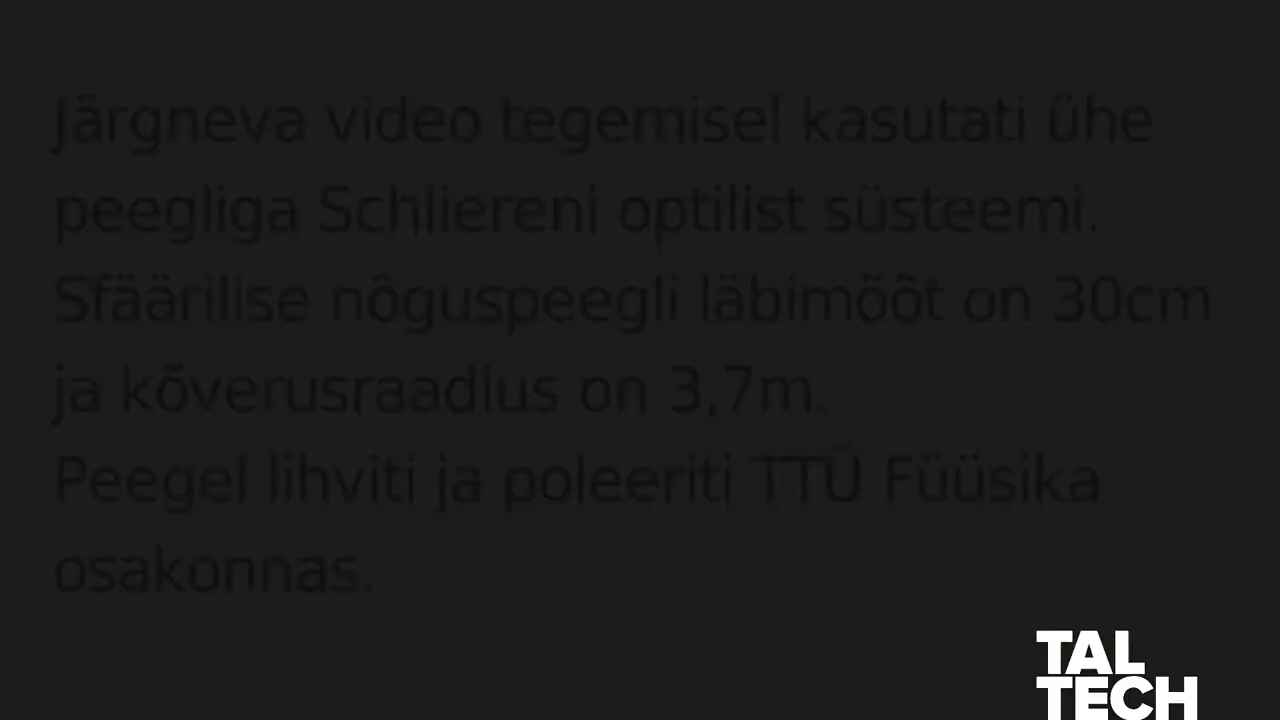 Järgneva video tegemisel kasutati ühe
peegliga Schliereni optilist süsteemi.
Sfäärilise nõguspeegli läbimõõt on 30cm
ja kõverusraadius on 3,7m.
Peegel lihviti ja poleeriti TTÜ Füüsika
osakonnas.
TAL
TECH